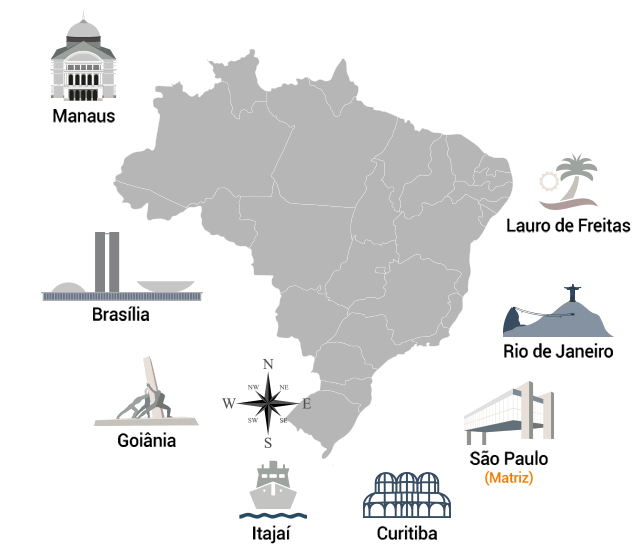 Manaus
Lauro de Freitas
Brasília
Rio de Janeiro
N
NW NE
W E
SW SE
S
Goiânia
São Paulo
(Matriz)
Itajaí
Curitiba